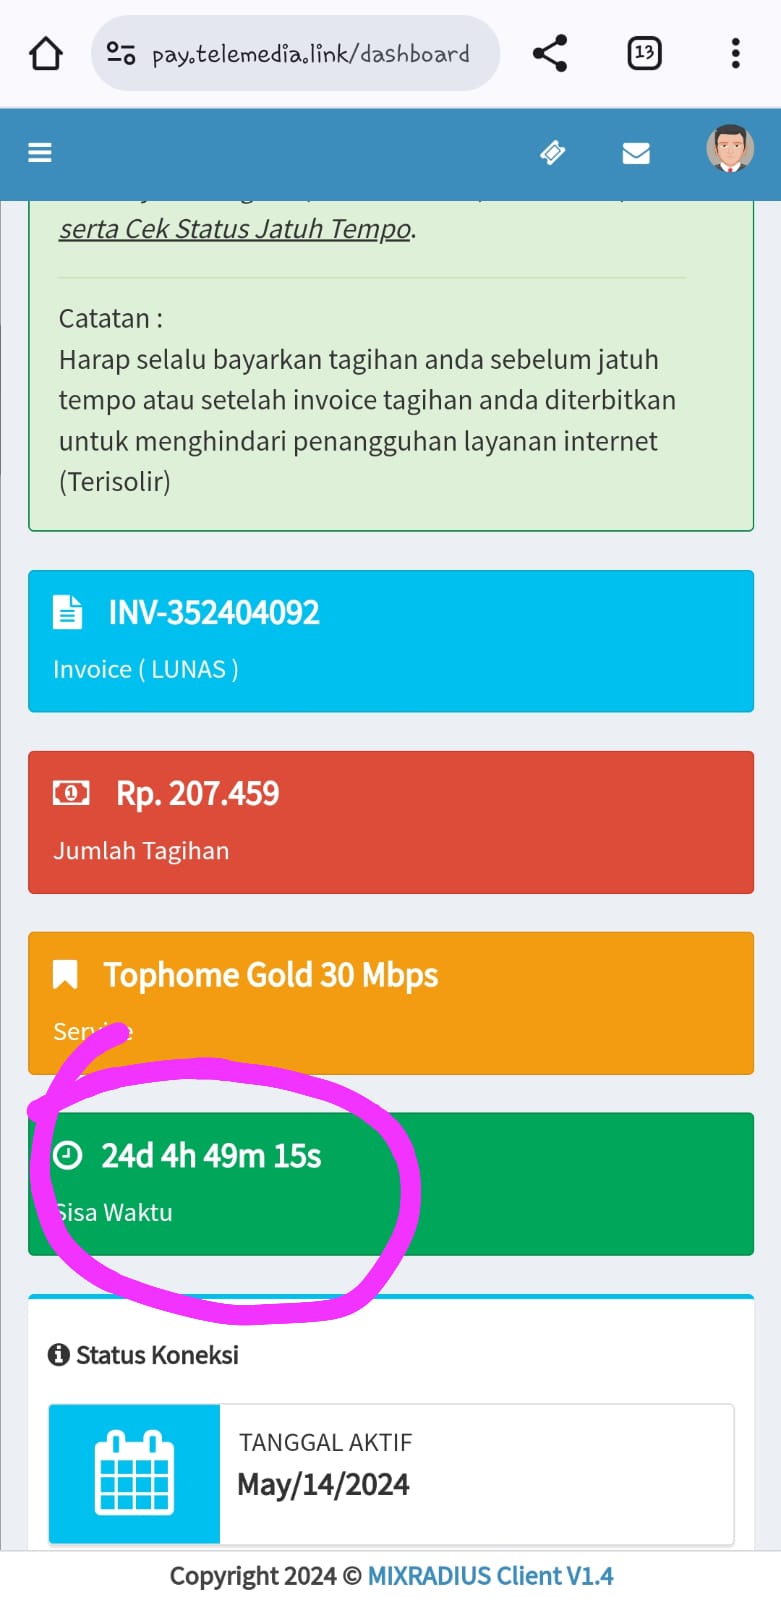 pay.telemedia.link/dashboard
13
serta Cek Status Jatuh Tempo.
Catatan :
Harap selalu bayarkan tagihan anda sebelum jatuh
tempo atau setelah invoice tagihan anda diterbitkan
untuk menghindari penangguhan layanan internet
(Terisolir)
INV-352404092
Invoice ( LUNAS )
Rp. 207.459
Jumlah Tagihan
Tophome Gold 30 Mbps
Service
24d 4h 49m 15s
Sisa Waktu
Status Koneksi
TANGGAL AKTIF
May/14/2024
Copyright 2024 © MIXRADIUS Client V1.4